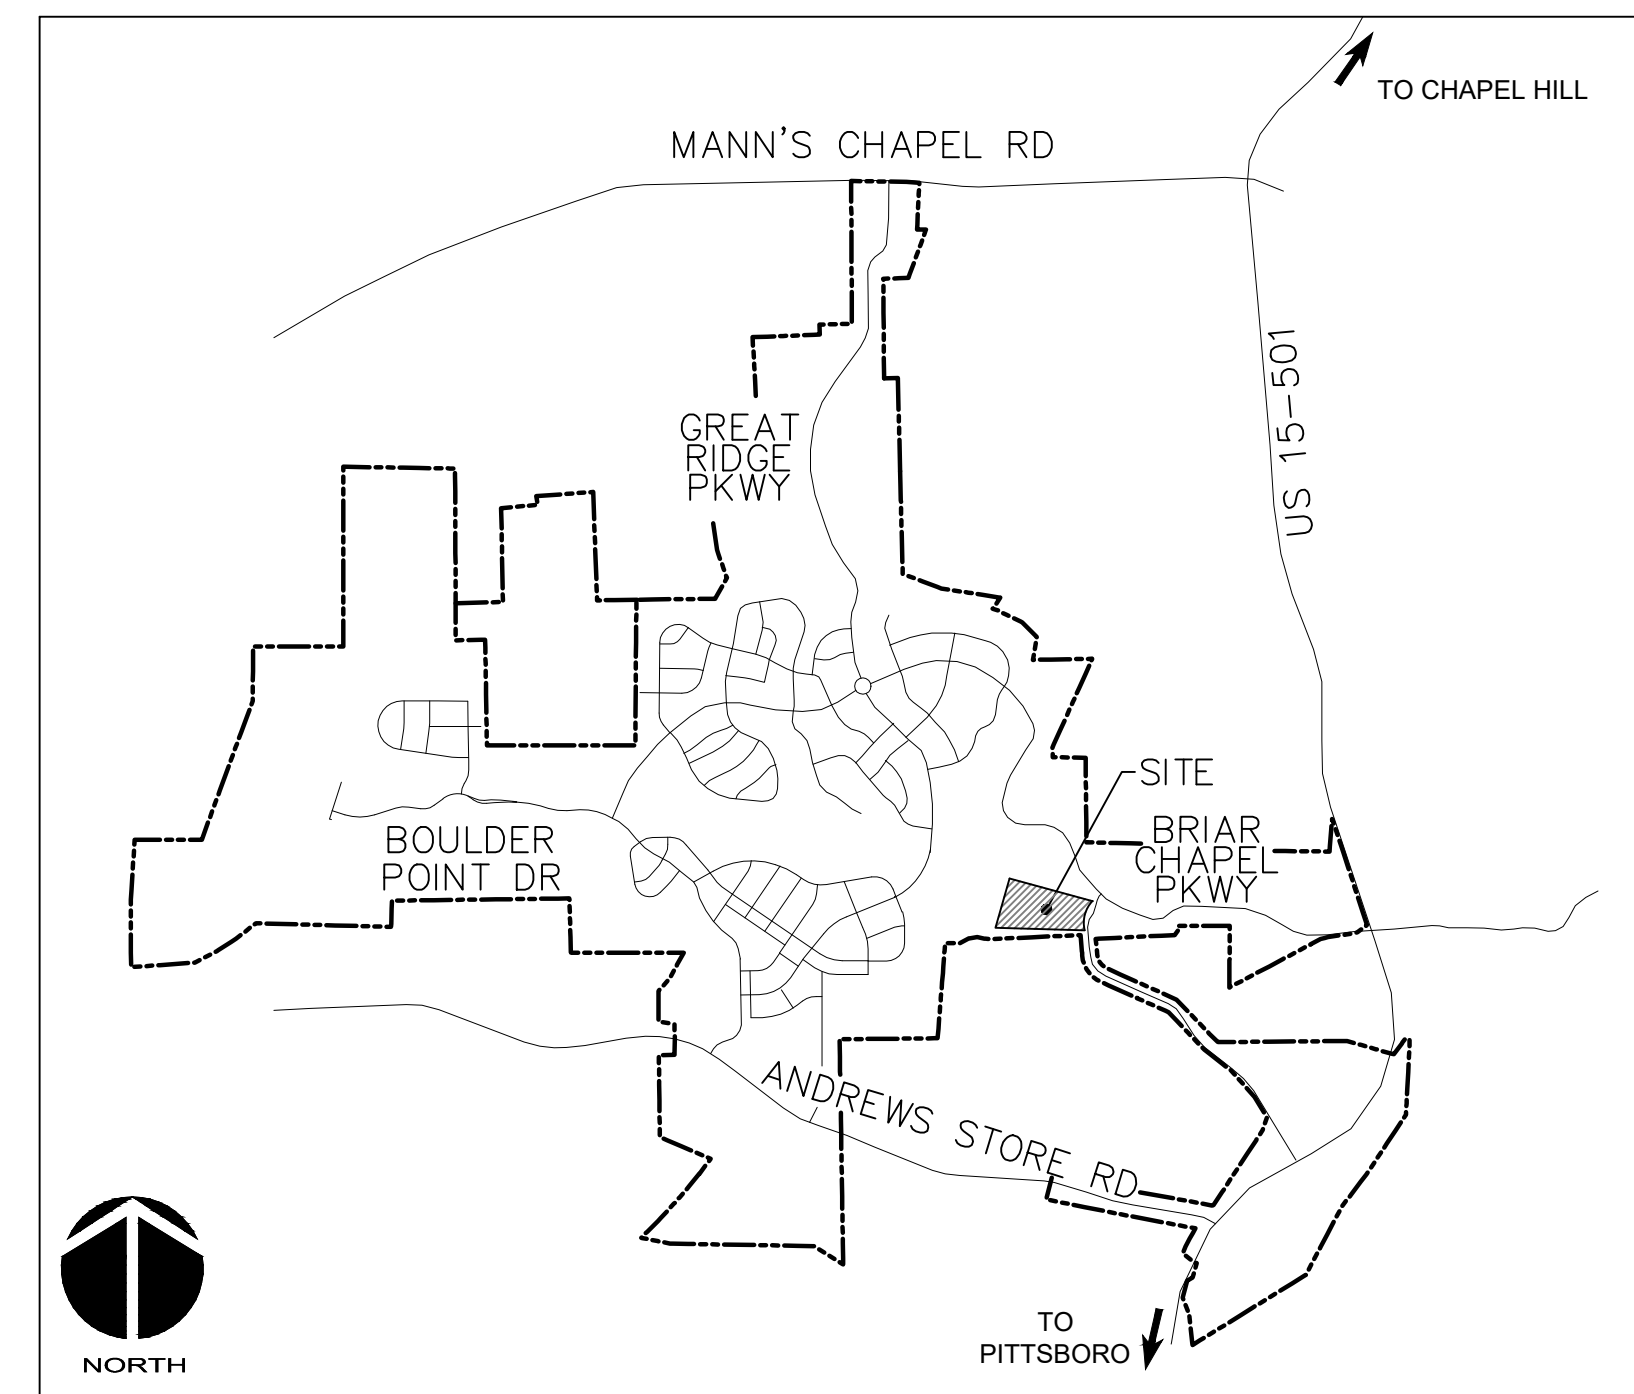 TO CHAPEL HILL
MANN'S CHAPEL RD
US 15-501
GREAT
RIDGE
PKWY
SITE
BRIAR
CHAPEL
PKWY
BOULDER
POINT DR
ANDREWS STORE RD
TO
PITTSBORO
NORTH